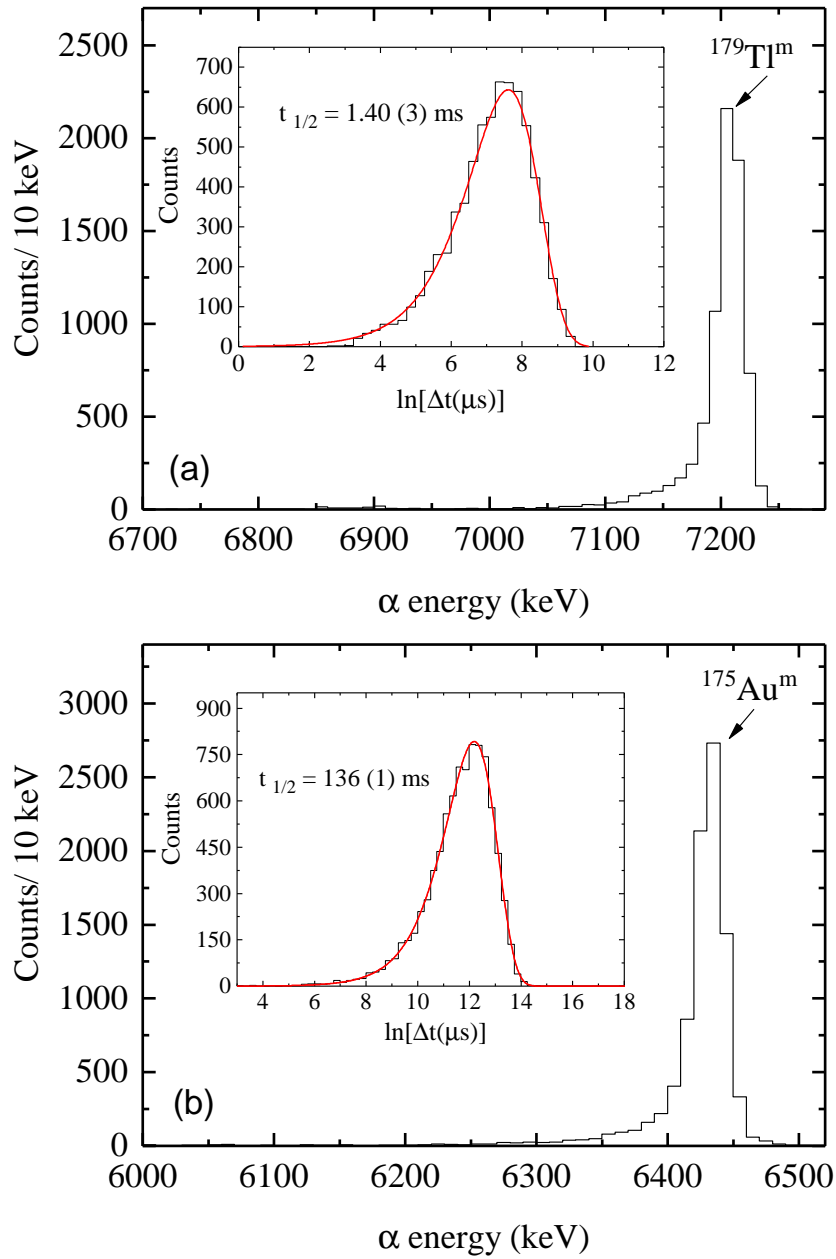 2500
2000
1500
1000
500
0
Counts/ 10 keV
¹⁷⁹Tlᵐ
700
600
500
400
300
200
100
0
Counts
t 1/2 = 1.40 (3) ms
0 2 4 6 8 10 12
ln[Δt(μs)]
(a)
6700 6800 6900 7000 7100 7200
α energy (keV)
3000
2500
2000
1500
1000
500
0
Counts/ 10 keV
¹⁷⁵Auᵐ
900
750
600
450
300
150
0
Counts
t 1/2 = 136 (1) ms
4 6 8 10 12 14 16 18
ln[Δt(μs)]
(b)
6000 6100 6200 6300 6400 6500
α energy (keV)